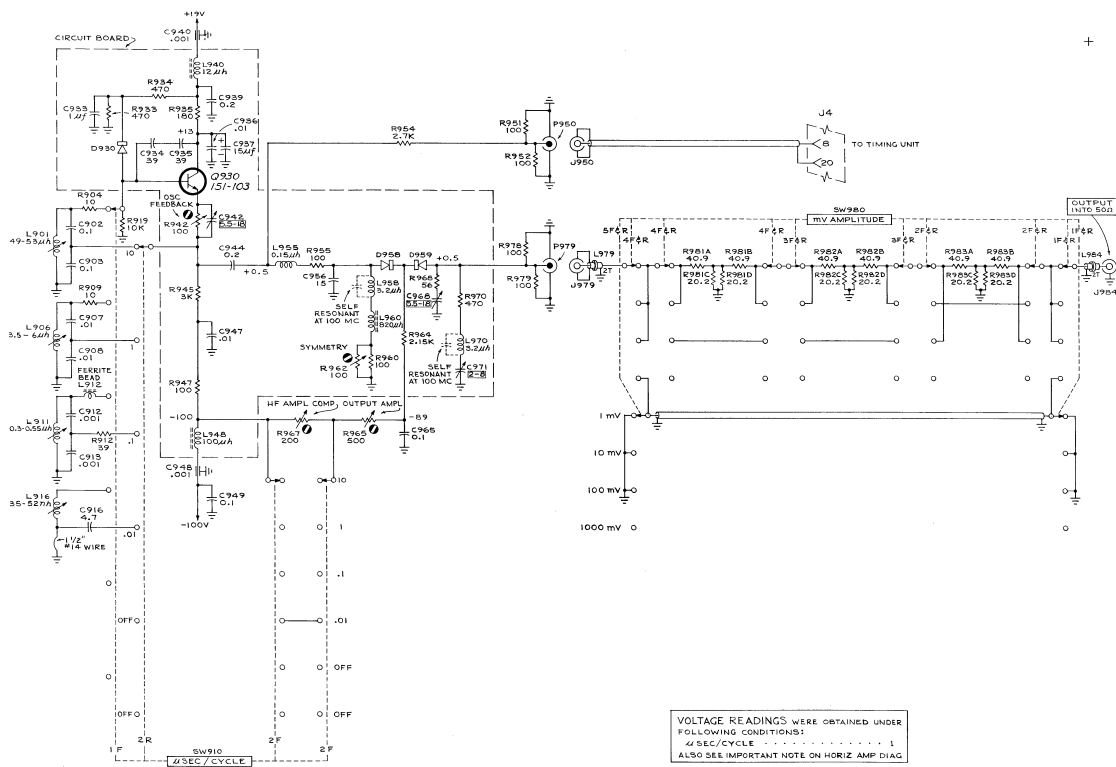 +19V
C940
.001
CIRCUIT BOARD
L940
12μh
R934
470
C939
0.2
C933
1μf
R933
470
R935
180
C936
.01
+13
C937
15μf
D930
C934
39
C935
39
Q930
151-103
OSC
FEEDBACK
R942
100
C942
5.5-18
R904
10
R919
10K
L901
49-53μh
C902
0.1
C903
0.1
10
C944
0.2
+0.5
L955
0.15μh
R955
100
C956
15
D958
D959
+0.5
L958
3.2μh
SELF
RESONANT
AT 100 MC
R968
56
C968
5.5-18
R970
470
L960
820μh
R964
2.15K
L970
3.2μh
SYMMETRY
R962
100
R960
100
SELF
RESONANT
AT 100 MC
C971
2-8
R945
3K
C947
.01
R909
10
L906
3.5-6μh
C907
.01
C908
.01
1
FERRITE
BEAD
L912
R947
100
-100
HF AMPL COMP
OUTPUT AMPL
-89
R967
200
R965
500
C965
0.1
L948
100μh
C912
.001
L911
0.3-0.55μh
R912
39
.1
C913
.001
C948
.001
C949
0.1
-100V
L916
35-52nh
C916
4.7
.01
1 1/2"
#14 WIRE
OFF
OFF
10
1
.1
.01
OFF
OFF
1F
2R
2F
2F
SW910
μSEC/CYCLE
R954
2.7K
R951
100
P950
R952
100
J950
J4
8
20
TO TIMING UNIT
R978
100
P979
R979
100
J979
L979
2T
SW980
mV AMPLITUDE
5F&R
4F&R
4F&R
4F&R
3F&R
3F&R
2F&R
2F&R
1F&R
1F&R
R981A
40.9
R981B
40.9
R981C
20.2
R981D
20.2
R982A
40.9
R982B
40.9
R982C
20.2
R982D
20.2
R983A
40.9
R983B
40.9
R983C
20.2
R983D
20.2
OUTPUT
INTO 50Ω
L984
2T
J984
1 mV
10 mV
100 mV
1000 mV
VOLTAGE READINGS WERE OBTAINED UNDER
FOLLOWING CONDITIONS:
μSEC/CYCLE · · · · · · · · · · 1
ALSO SEE IMPORTANT NOTE ON HORIZ AMP DIAG